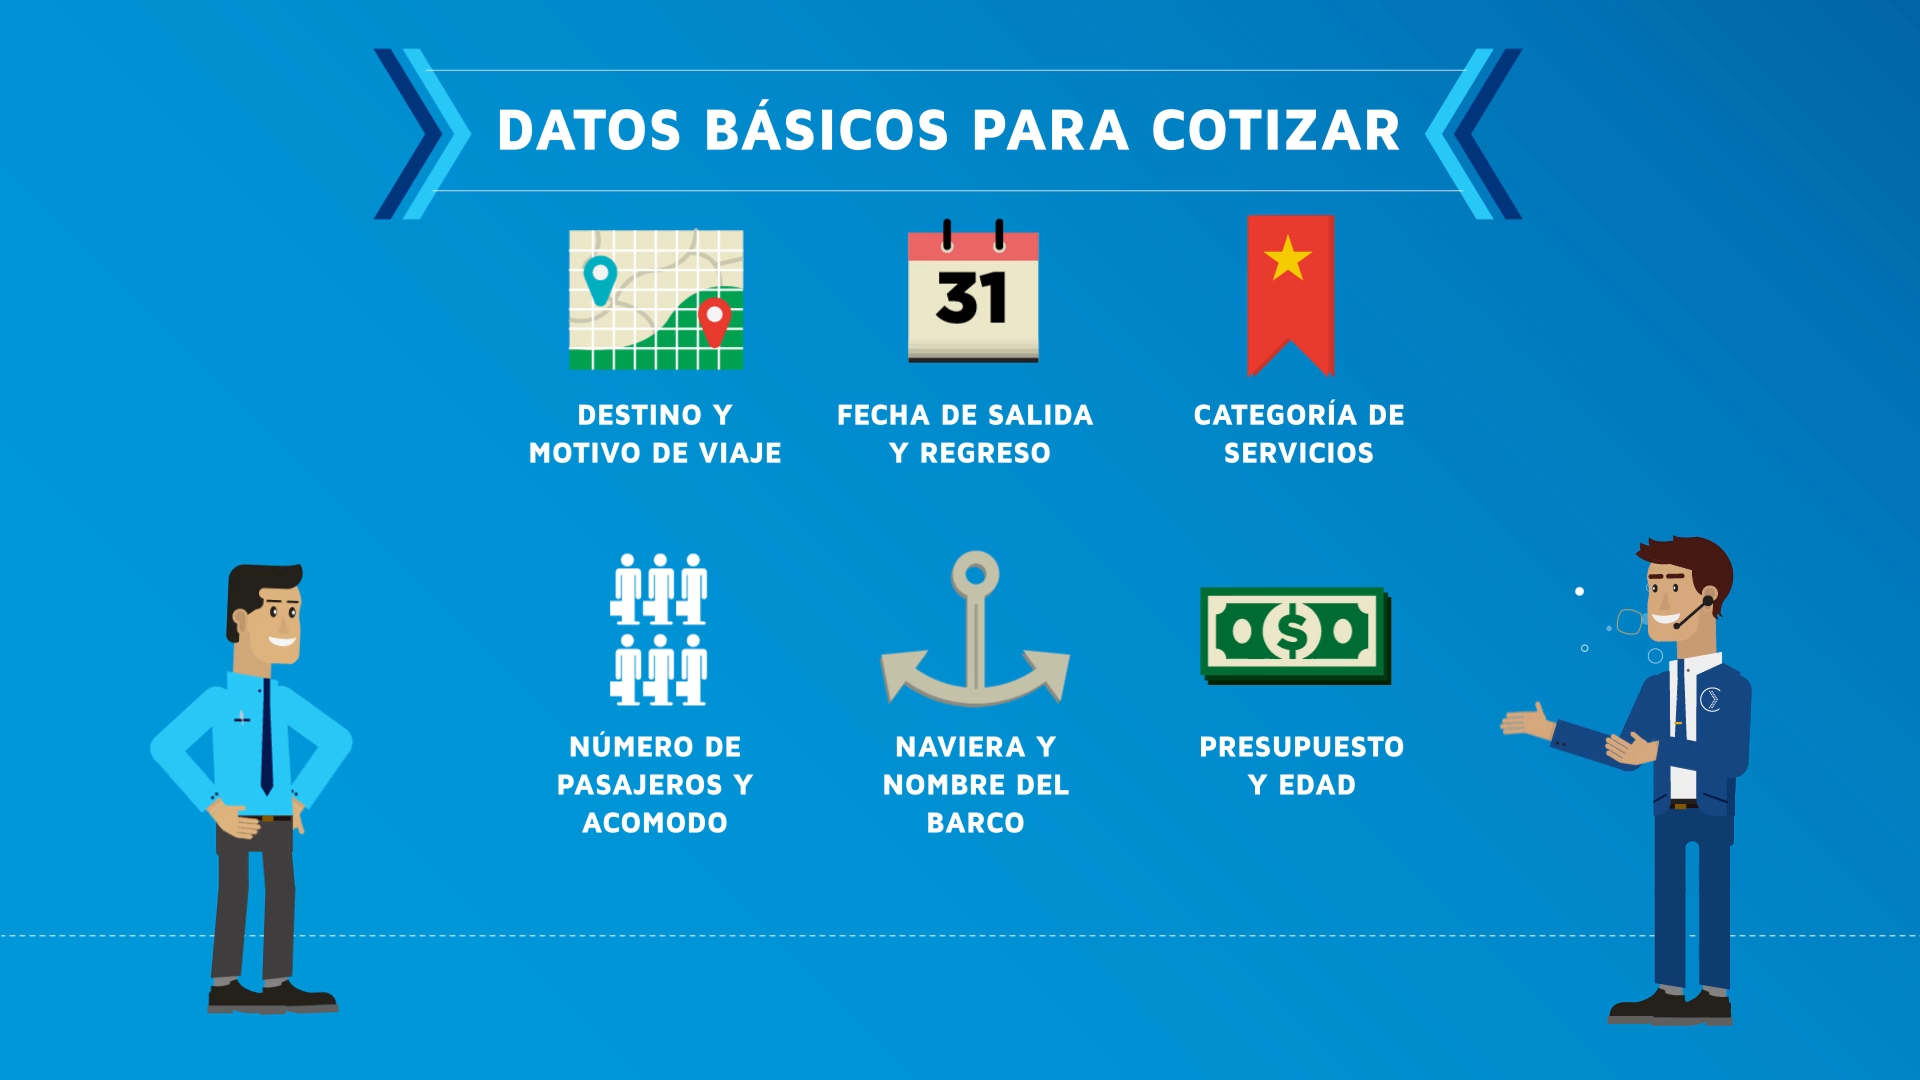 DATOS BÁSICOS PARA COTIZAR
31
DESTINO Y
MOTIVO DE VIAJE
FECHA DE SALIDA
Y REGRESO
CATEGORÍA DE
SERVICIOS
$
NÚMERO DE
PASAJEROS Y
ACOMODO
NAVIERA Y
NOMBRE DEL
BARCO
PRESUPUESTO
Y EDAD